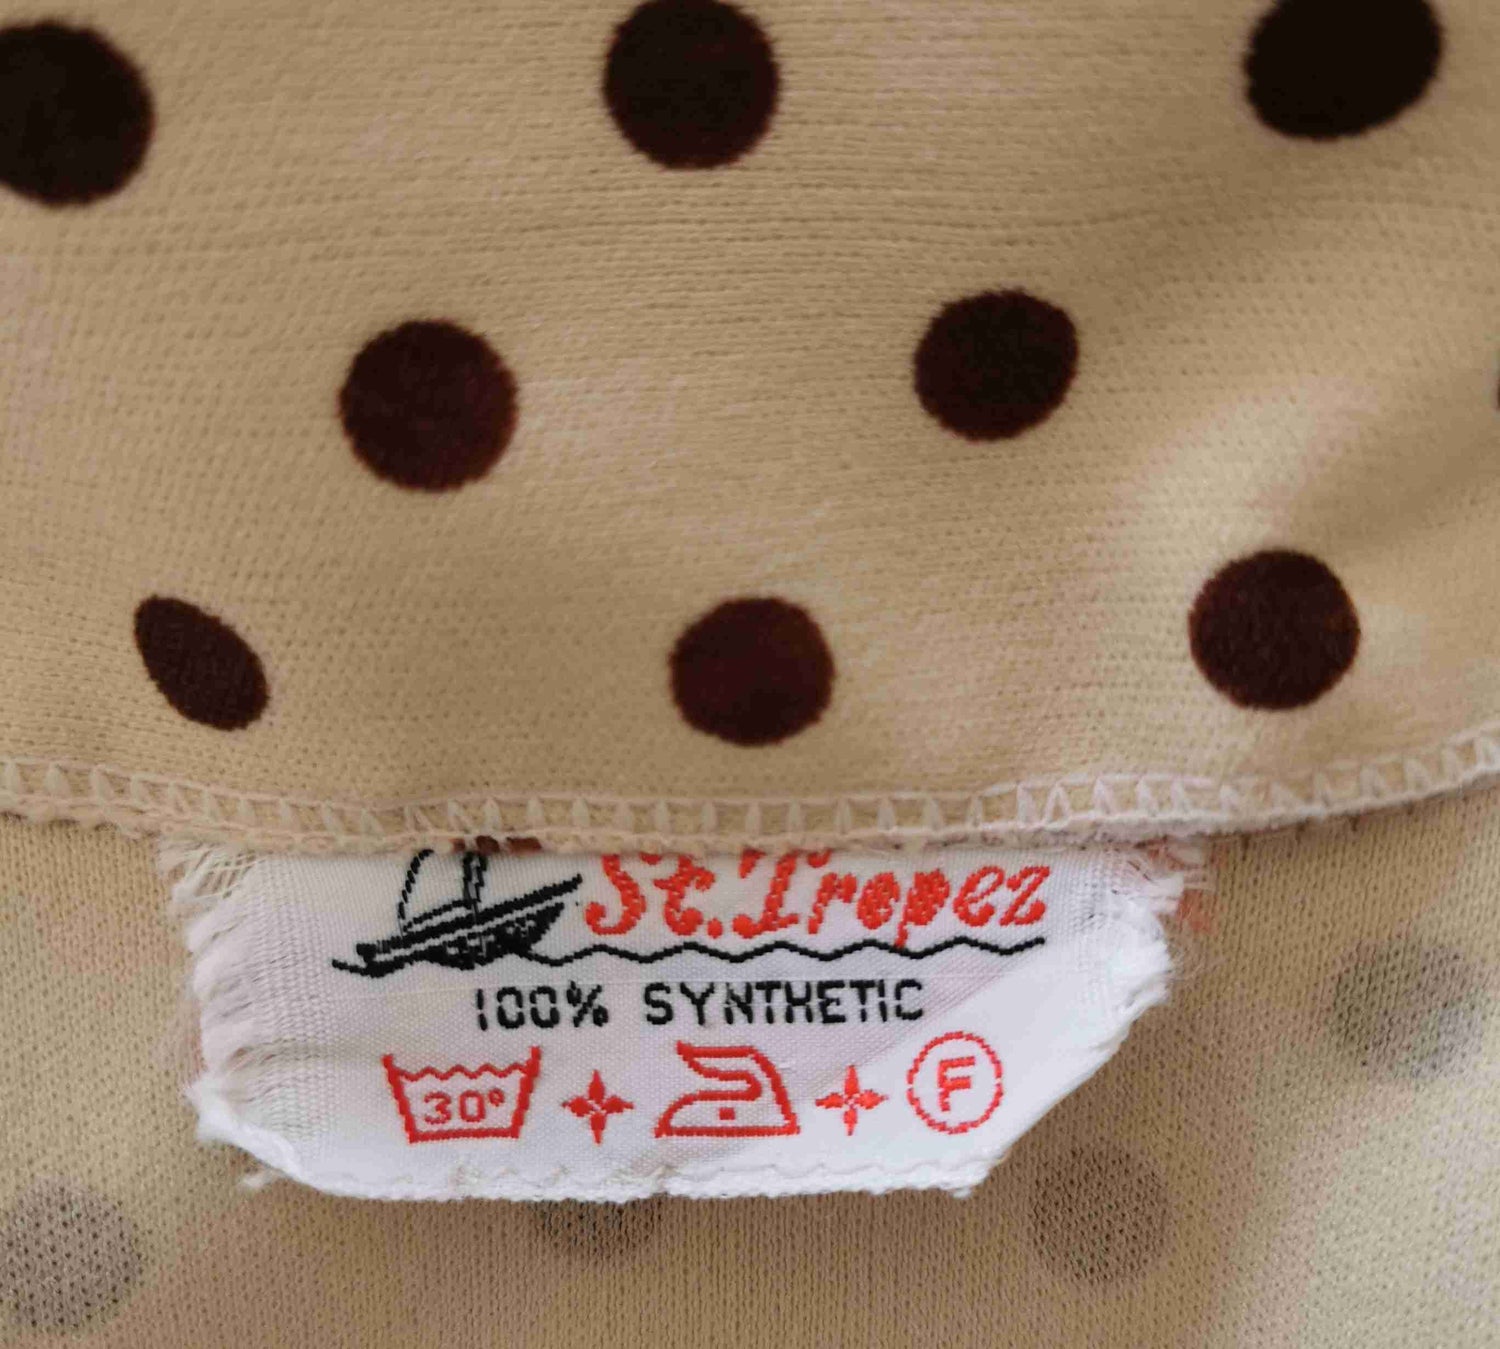 St. Tropez
100% SYNTHETIC
30° F